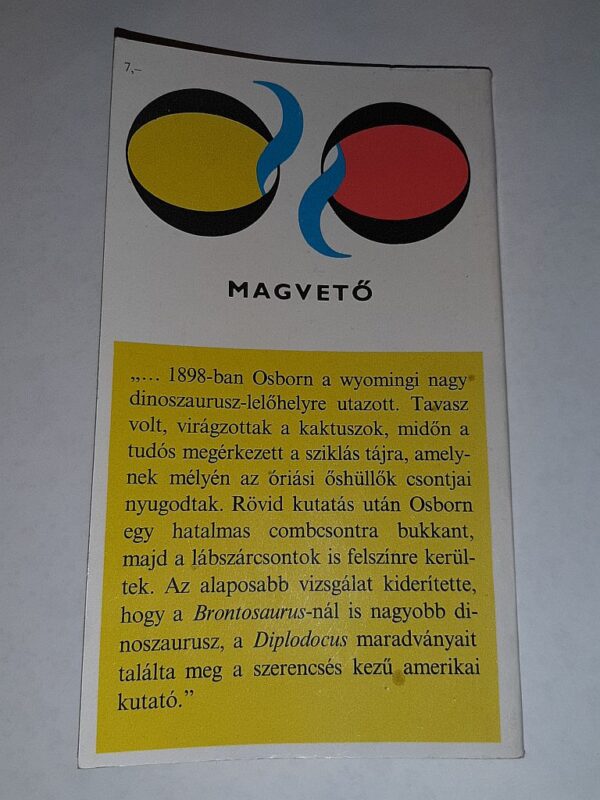 7,–
MAGVETŐ
„... 1898-ban Osborn a wyomingi nagy
dinoszaurusz-lelőhelyre utazott. Tavasz
volt, virágzottak a kaktuszok, midőn a
tudós megérkezett a sziklás tájra, amely-
nek mélyén az óriási őshüllők csontjai
nyugodtak. Rövid kutatás után Osborn
egy hatalmas combcsontra bukkant,
majd a lábszárcsontok is felszínre kerül-
tek. Az alaposabb vizsgálat kiderítette,
hogy a Brontosaurus-nál is nagyobb di-
noszaurusz, a Diplodocus maradványait
találta meg a szerencsés kezű amerikai
kutató.”